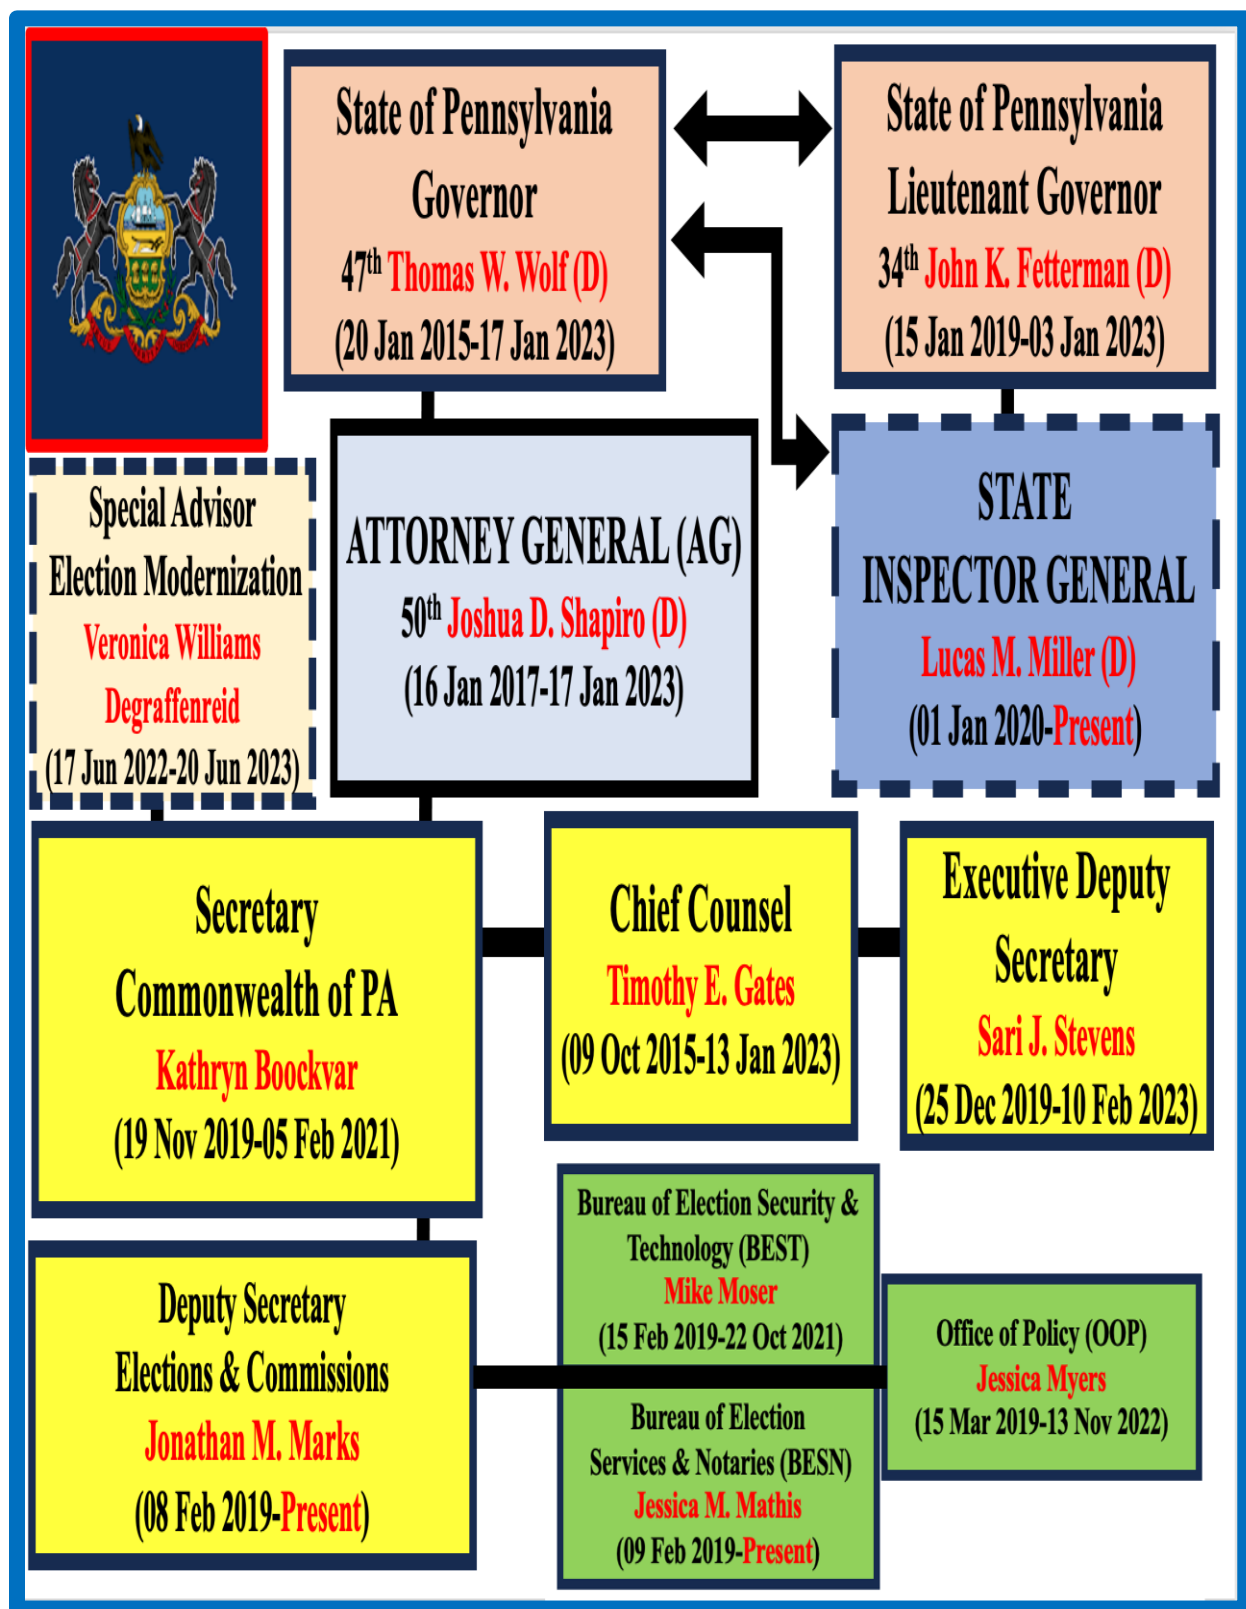 State of Pennsylvania
Governor
47th Thomas W. Wolf (D)
(20 Jan 2015-17 Jan 2023)
State of Pennsylvania
Lieutenant Governor
34th John K. Fetterman (D)
(15 Jan 2019-03 Jan 2023)
Special Advisor
Election Modernization
Veronica Williams
Degraffenreid
(17 Jun 2022-20 Jun 2023)
ATTORNEY GENERAL (AG)
50th Joshua D. Shapiro (D)
(16 Jan 2017-17 Jan 2023)
STATE
INSPECTOR GENERAL
Lucas M. Miller (D)
(01 Jan 2020-Present)
Secretary
Commonwealth of PA
Kathryn Boockvar
(19 Nov 2019-05 Feb 2021)
Chief Counsel
Timothy E. Gates
(09 Oct 2015-13 Jan 2023)
Executive Deputy
Secretary
Sari J. Stevens
(25 Dec 2019-10 Feb 2023)
Deputy Secretary
Elections & Commissions
Jonathan M. Marks
(08 Feb 2019-Present)
Bureau of Election Security &
Technology (BEST)
Mike Moser
(15 Feb 2019-22 Oct 2021)
Bureau of Election
Services & Notaries (BESN)
Jessica M. Mathis
(09 Feb 2019-Present)
Office of Policy (OOP)
Jessica Myers
(15 Mar 2019-13 Nov 2022)